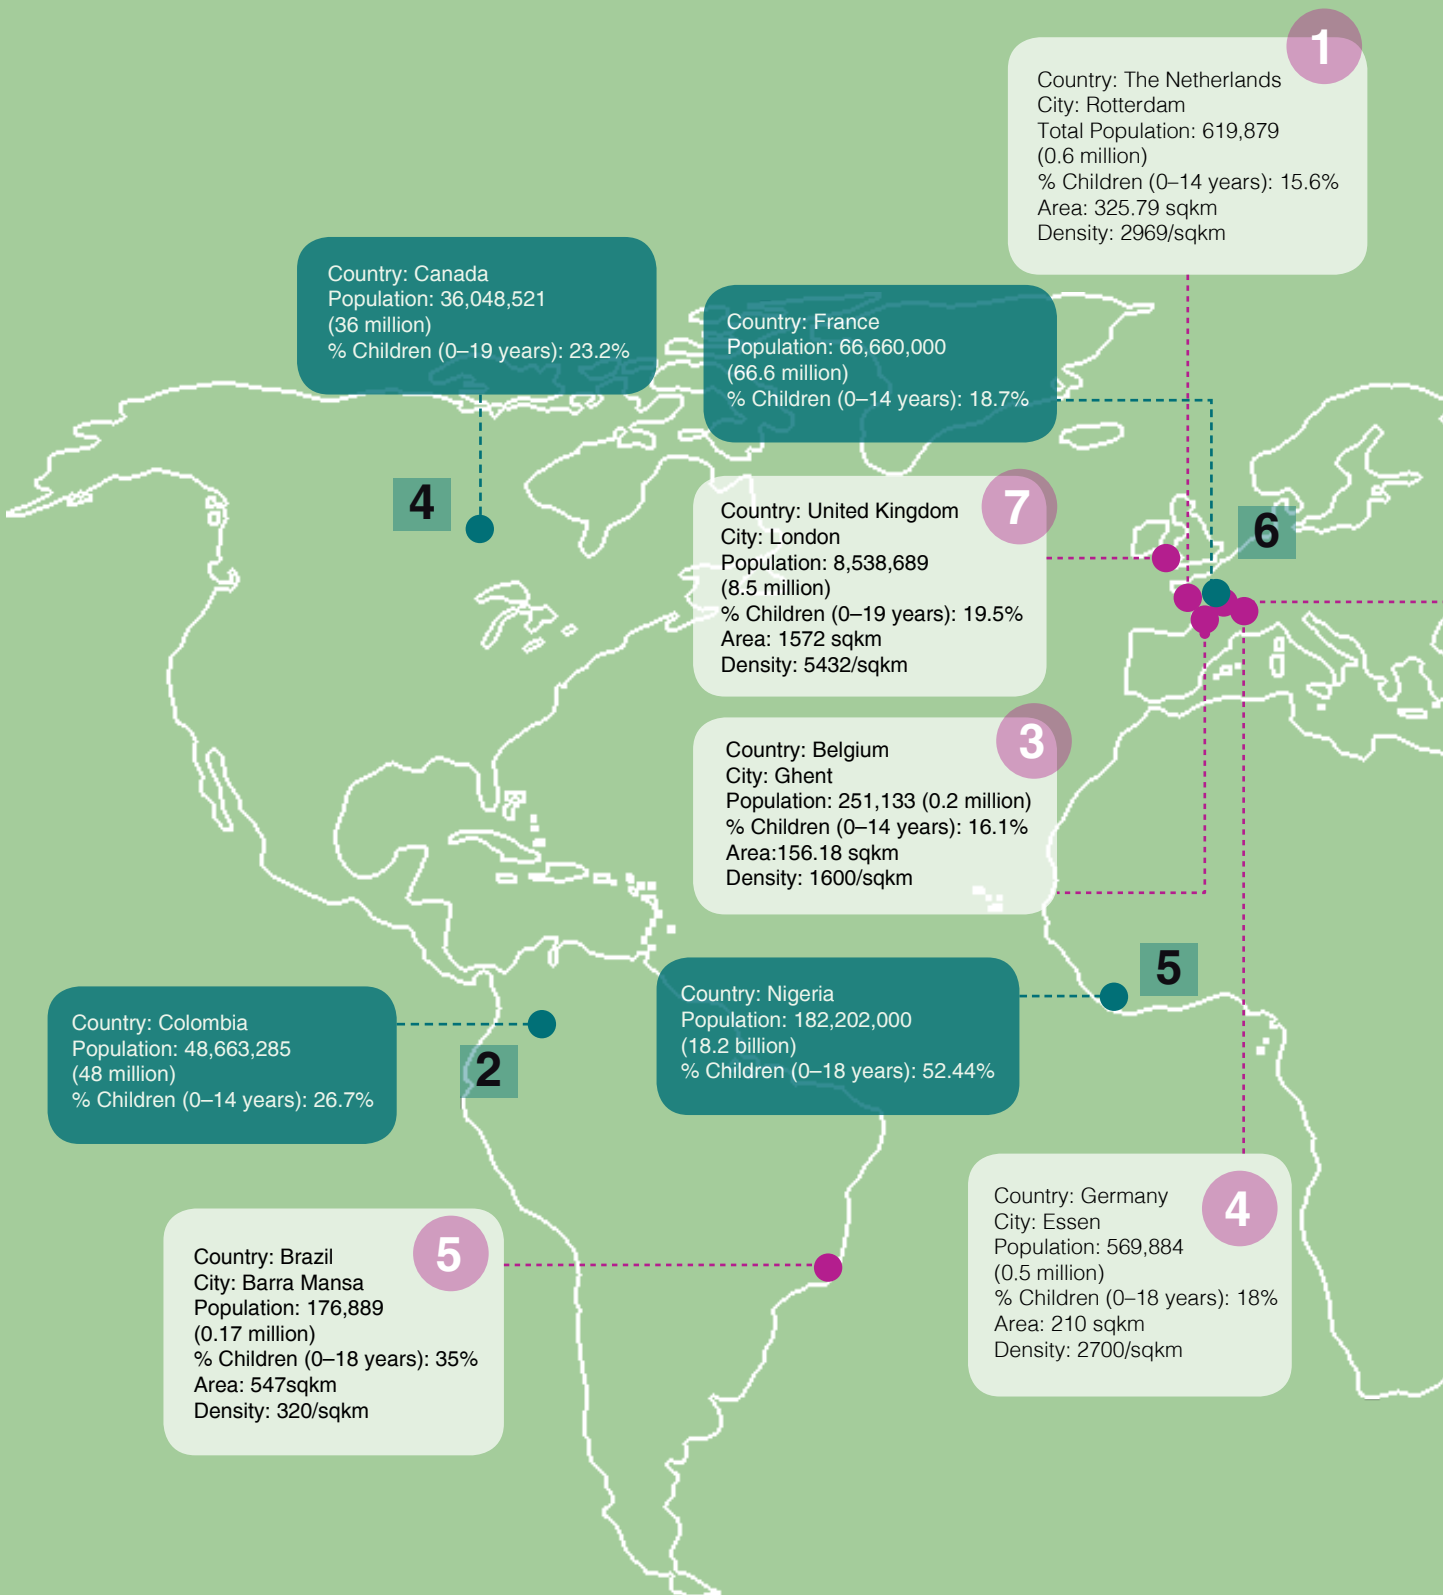 1
Country: The Netherlands
City: Rotterdam
Total Population: 619,879
(0.6 million)
% Children (0–14 years): 15.6%
Area: 325.79 sqkm
Density: 2969/sqkm
Country: Canada
Population: 36,048,521
(36 million)
% Children (0–19 years): 23.2%
4
Country: France
Population: 66,660,000
(66.6 million)
% Children (0–14 years): 18.7%
6
7
Country: United Kingdom
City: London
Population: 8,538,689
(8.5 million)
% Children (0–19 years): 19.5%
Area: 1572 sqkm
Density: 5432/sqkm
3
Country: Belgium
City: Ghent
Population: 251,133 (0.2 million)
% Children (0–14 years): 16.1%
Area:156.18 sqkm
Density: 1600/sqkm
Country: Colombia
Population: 48,663,285
(48 million)
% Children (0–14 years): 26.7%
2
Country: Nigeria
Population: 182,202,000
(18.2 billion)
% Children (0–18 years): 52.44%
5
5
Country: Brazil
City: Barra Mansa
Population: 176,889
(0.17 million)
% Children (0–18 years): 35%
Area: 547sqkm
Density: 320/sqkm
4
Country: Germany
City: Essen
Population: 569,884
(0.5 million)
% Children (0–18 years): 18%
Area: 210 sqkm
Density: 2700/sqkm